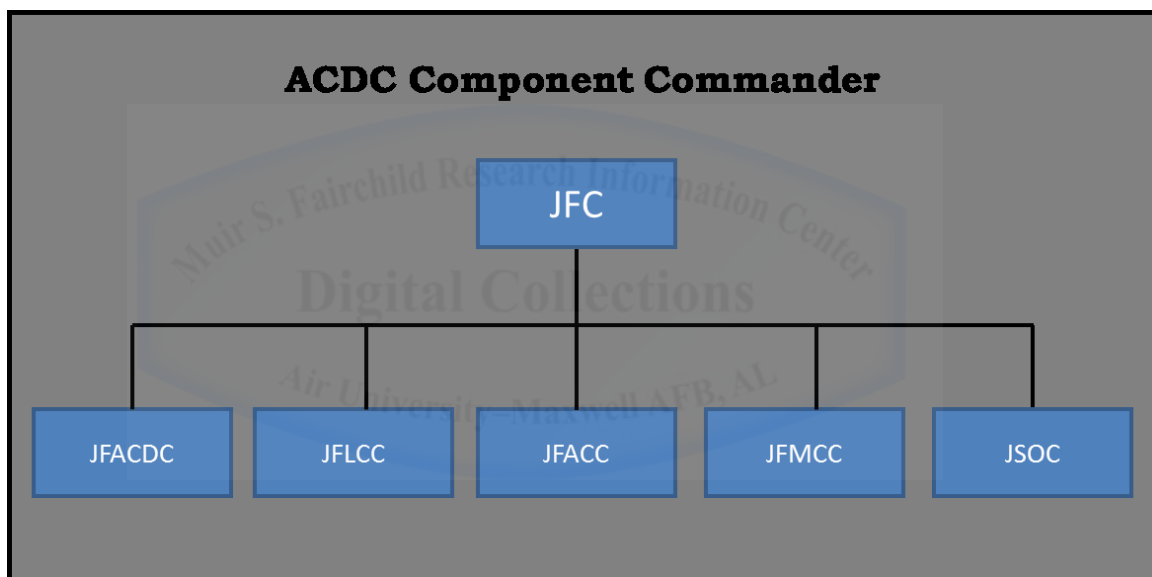 ACDC Component Commander
JFC
Muir S. Fairchild Research Information Center
Digital Collections
Air University–Maxwell AFB, AL
JFACDC
JFLCC
JFACC
JFMCC
JSOC